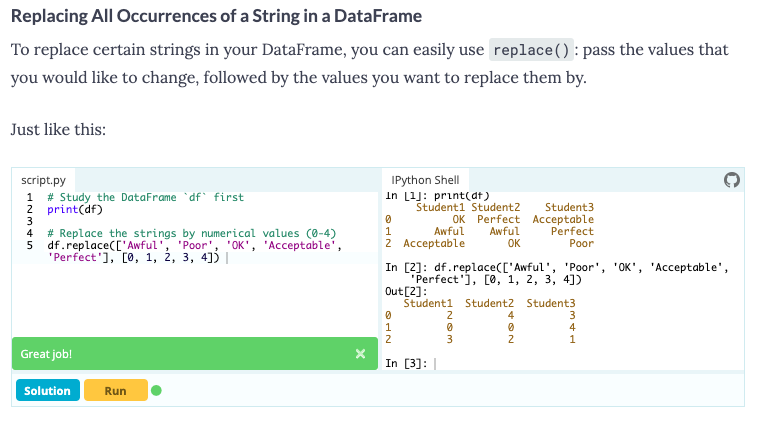 Replacing All Occurrences of a String in a DataFrame
To replace certain strings in your DataFrame, you can easily use replace() : pass the values that
you would like to change, followed by the values you want to replace them by.
Just like this:
script.py
1 # Study the DataFrame `df` first
2 print(df)
3
4 # Replace the strings by numerical values (0-4)
5 df.replace(['Awful', 'Poor', 'OK', 'Acceptable',
'Perfect'], [0, 1, 2, 3, 4])
Great job! ×
Solution Run
IPython Shell
In [1]: print(df)
Student1 Student2 Student3
0 OK Perfect Acceptable
1 Awful Awful Perfect
2 Acceptable OK Poor
In [2]: df.replace(['Awful', 'Poor', 'OK', 'Acceptable',
'Perfect'], [0, 1, 2, 3, 4])
Out[2]:
Student1 Student2 Student3
0 2 4 3
1 0 0 4
2 3 2 1
In [3]: